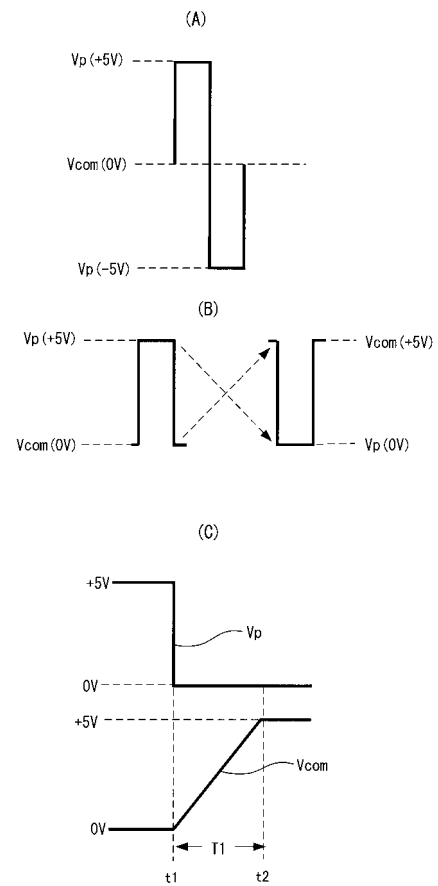 (A)
Vp(+5V)
Vcom(0V)
Vp(-5V)
(B)
Vp(+5V)
Vcom(+5V)
Vcom(0V)
Vp(0V)
(C)
+5V
Vp
0V
+5V
Vcom
0V
T1
t1
t2